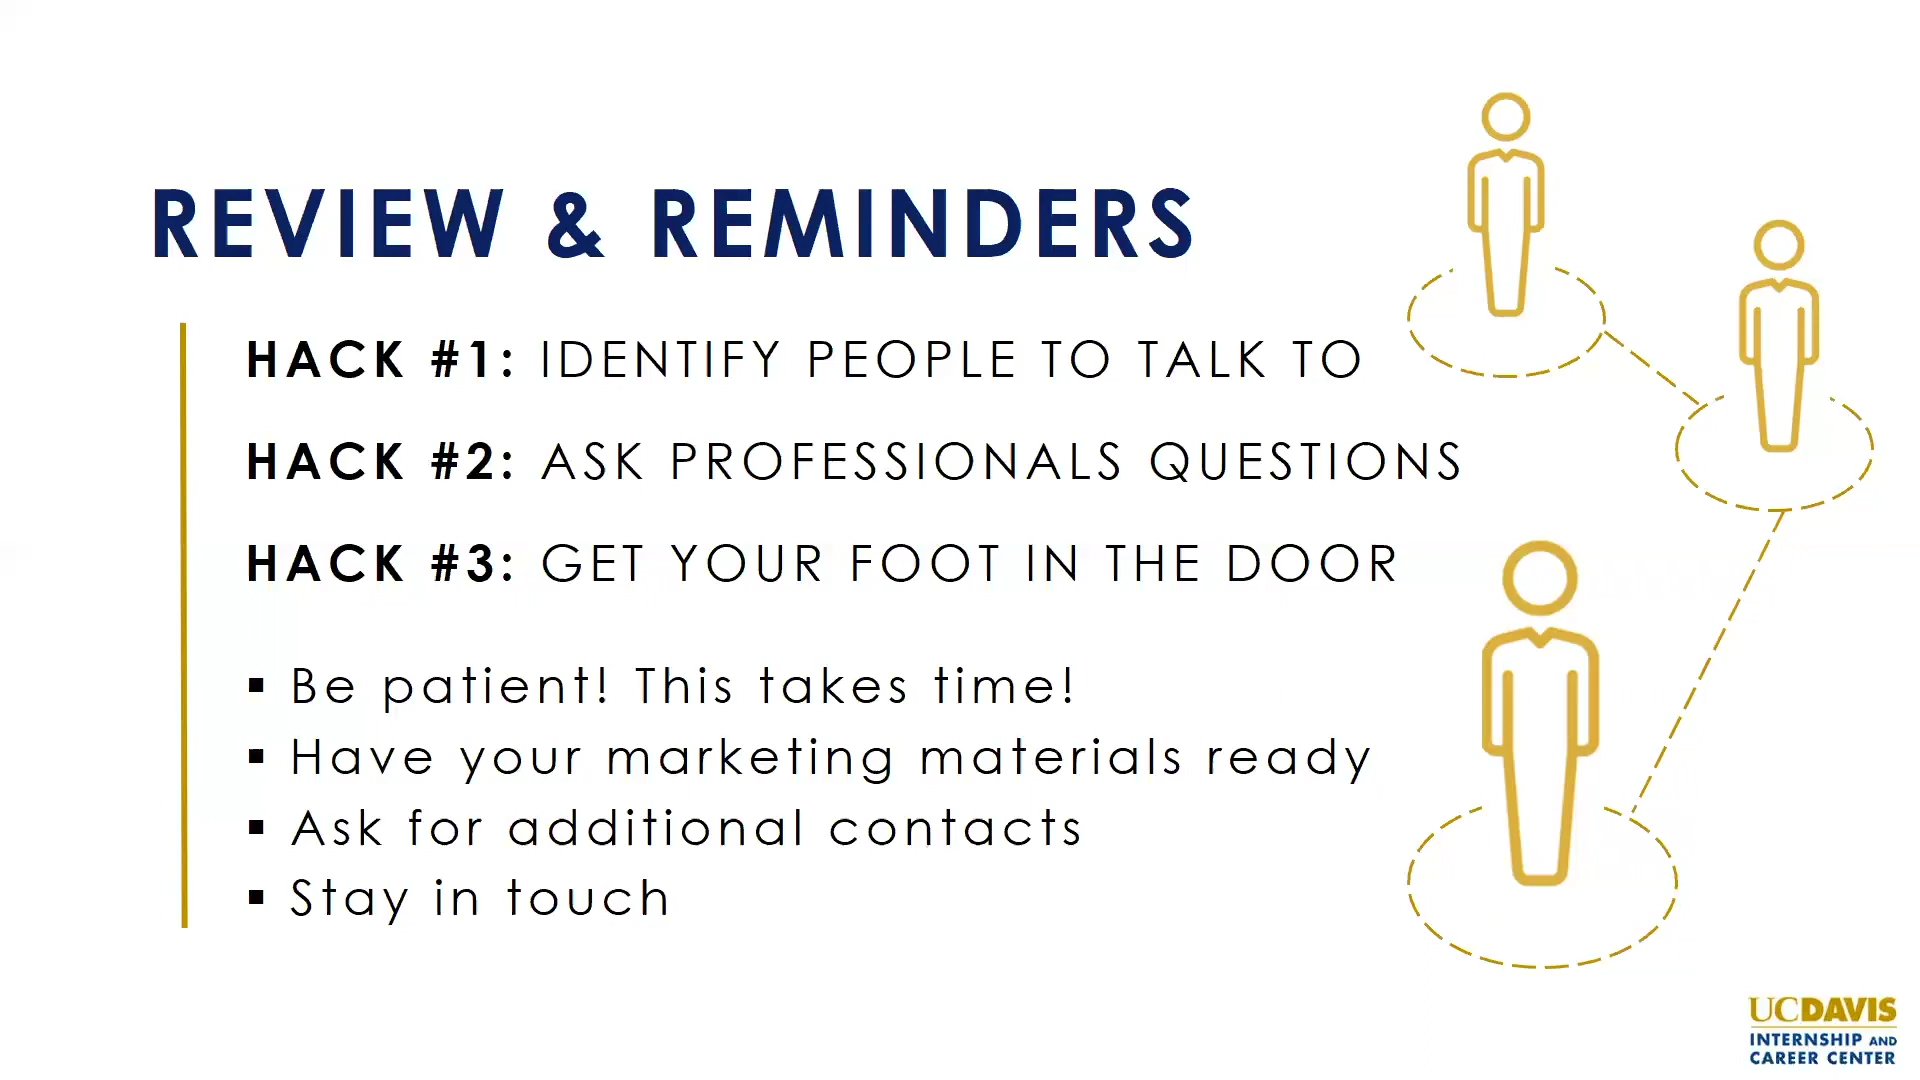 REVIEW & REMINDERS
HACK #1: IDENTIFY PEOPLE TO TALK TO
HACK #2: ASK PROFESSIONALS QUESTIONS
HACK #3: GET YOUR FOOT IN THE DOOR
▪ Be patient! This takes time!
▪ Have your marketing materials ready
▪ Ask for additional contacts
▪ Stay in touch
UCDAVIS
INTERNSHIP AND
CAREER CENTER